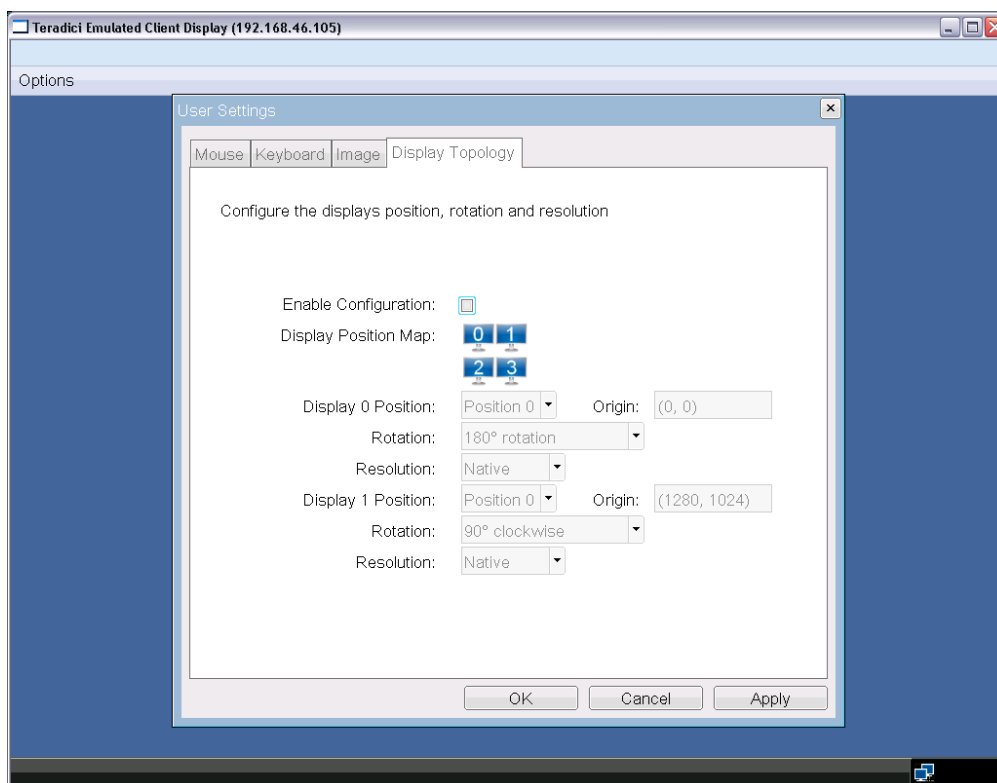 Teradici Emulated Client Display (192.168.46.105)
Options
User Settings
Mouse Keyboard Image Display Topology
Configure the displays position, rotation and resolution
Enable Configuration:
Display Position Map: 0 1
2 3
Display 0 Position: Position 0 Origin: (0, 0)
Rotation: 180° rotation
Resolution: Native
Display 1 Position: Position 0 Origin: (1280, 1024)
Rotation: 90° clockwise
Resolution: Native
OK Cancel Apply